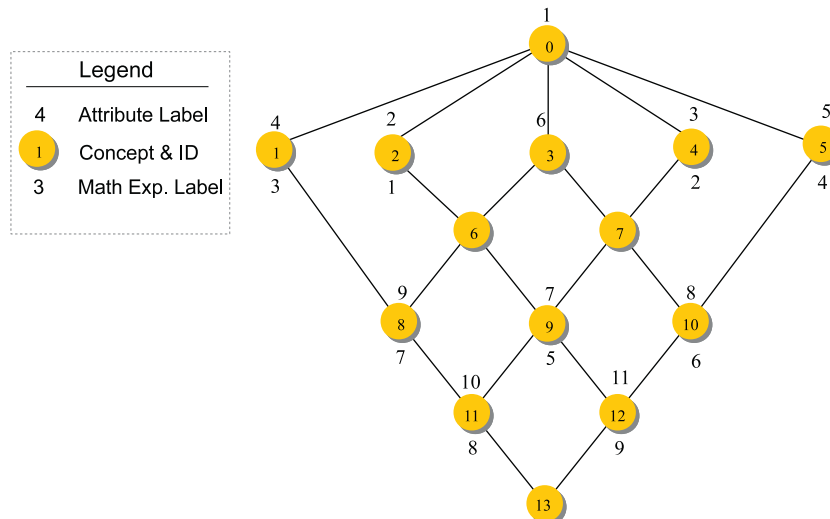 Legend
4 Attribute Label
1 Concept & ID
3 Math Exp. Label
1
0
4 2 6 3 5
1 2 3 4 5
3 1 2 4
6 7
9 7 8
8 9 10
7 5 6
10 11
11 12
8 9
13